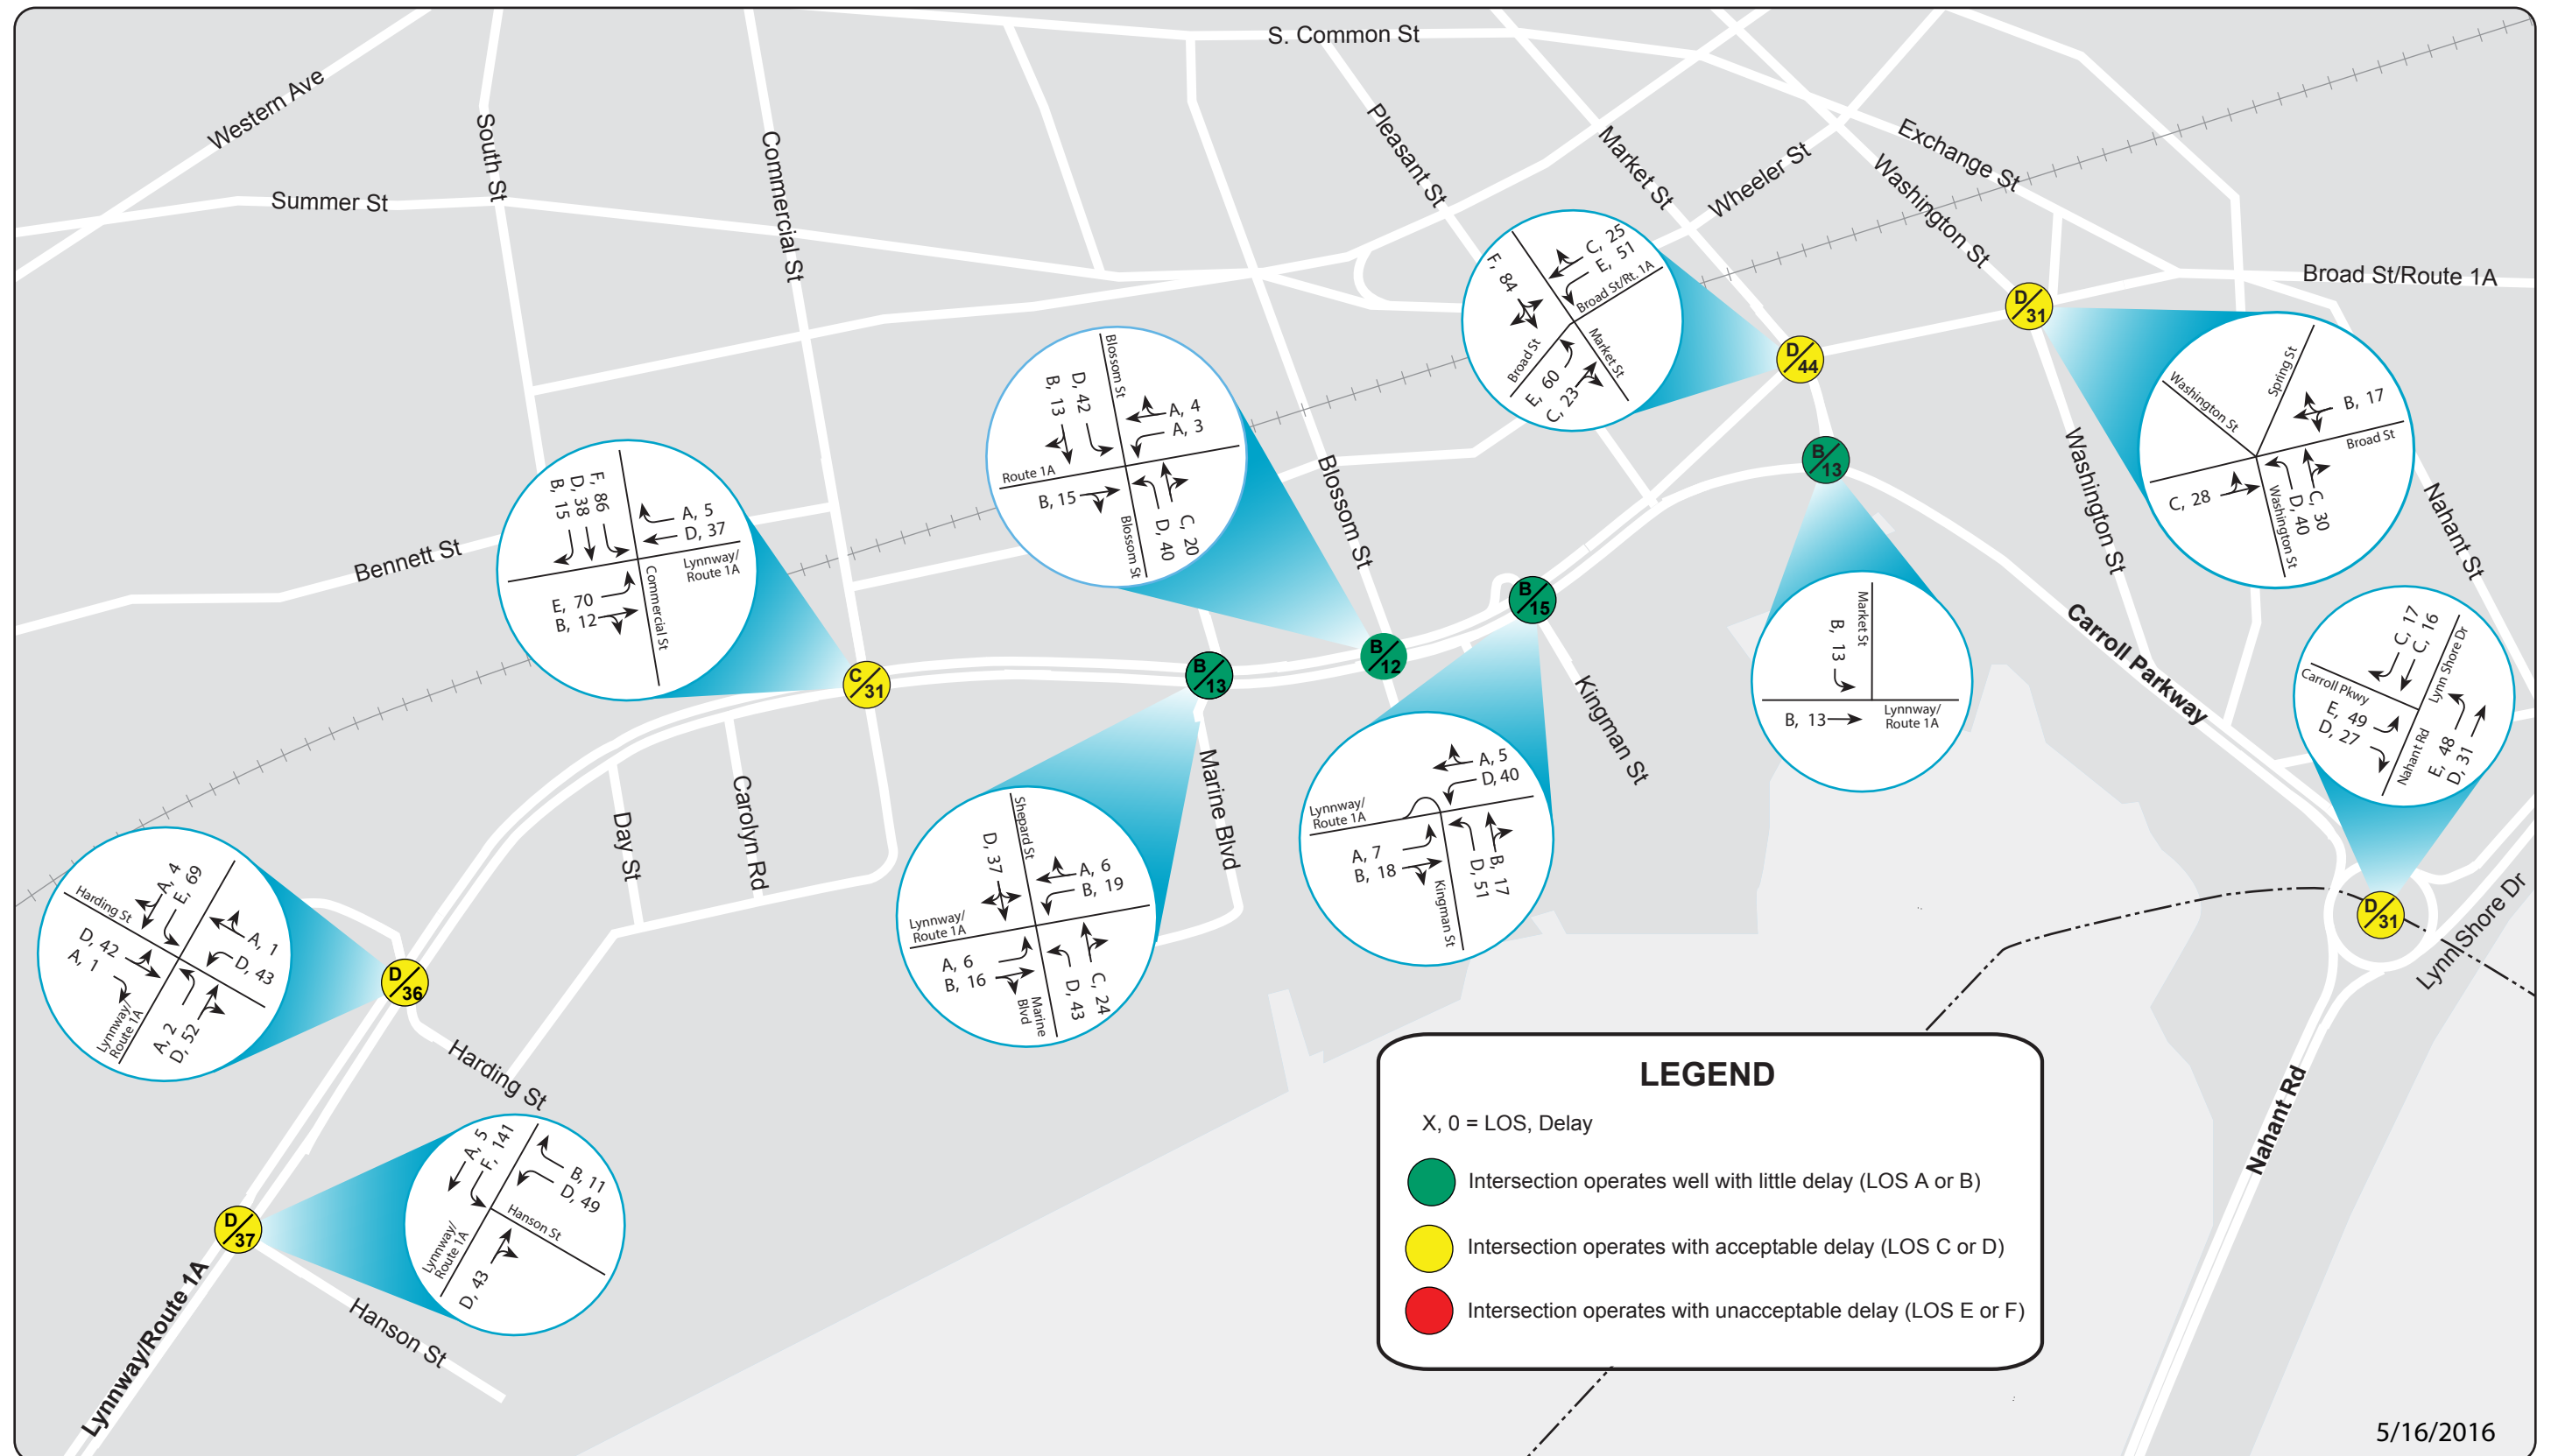 S. Common St
Western Ave
South St
Commercial St
Summer St
Pleasant St
Market St
Wheeler St
Washington St
Exchange St
Broad St/Route 1A
Bennett St
Blossom St
Washington St
Nahant St
Carroll Parkway
Kingman St
Marine Blvd
Carolyn Rd
Day St
Harding St
Hanson St
Lynnway/Route 1A
Nahant Rd
Lynn Shore Dr
D/31
D/44
B/13
B/15
B/12
B/13
C/31
D/36
D/37
D/31
C, 25
E, 51
F, 84
Broad St/Rt. 1A
Broad St
Market St
E, 60
C, 23
Washington St
Spring St
B, 17
Broad St
C, 28
Washington St
D, 40
C, 30
Blossom St
B, 13
D, 42
A, 4
A, 3
Route 1A
B, 15
Blossom St
D, 40
C, 20
B, 15
D, 38
F, 86
A, 5
D, 37
Lynnway/
Route 1A
E, 70
B, 12
Commercial St
Market St
B, 13
B, 13
Lynnway/
Route 1A
C, 17
C, 16
Lynn Shore Dr
Carroll Pkwy
E, 49
D, 27
Nahant Rd
E, 48
D, 31
A, 5
D, 40
Lynnway/
Route 1A
A, 7
B, 18
Kingman St
D, 51
B, 17
Shepard St
D, 37
A, 6
B, 19
Lynnway/
Route 1A
A, 6
B, 16
Marine
Blvd
D, 43
C, 24
A, 4
E, 69
Harding St
A, 1
D, 43
D, 42
A, 1
Lynnway/
Route 1A
A, 2
D, 52
A, 5
F, 141
B, 11
D, 49
Hanson St
Lynnway/
Route 1A
D, 43
LEGEND
X, 0 = LOS, Delay
Intersection operates well with little delay (LOS A or B)
Intersection operates with acceptable delay (LOS C or D)
Intersection operates with unacceptable delay (LOS E or F)
5/16/2016